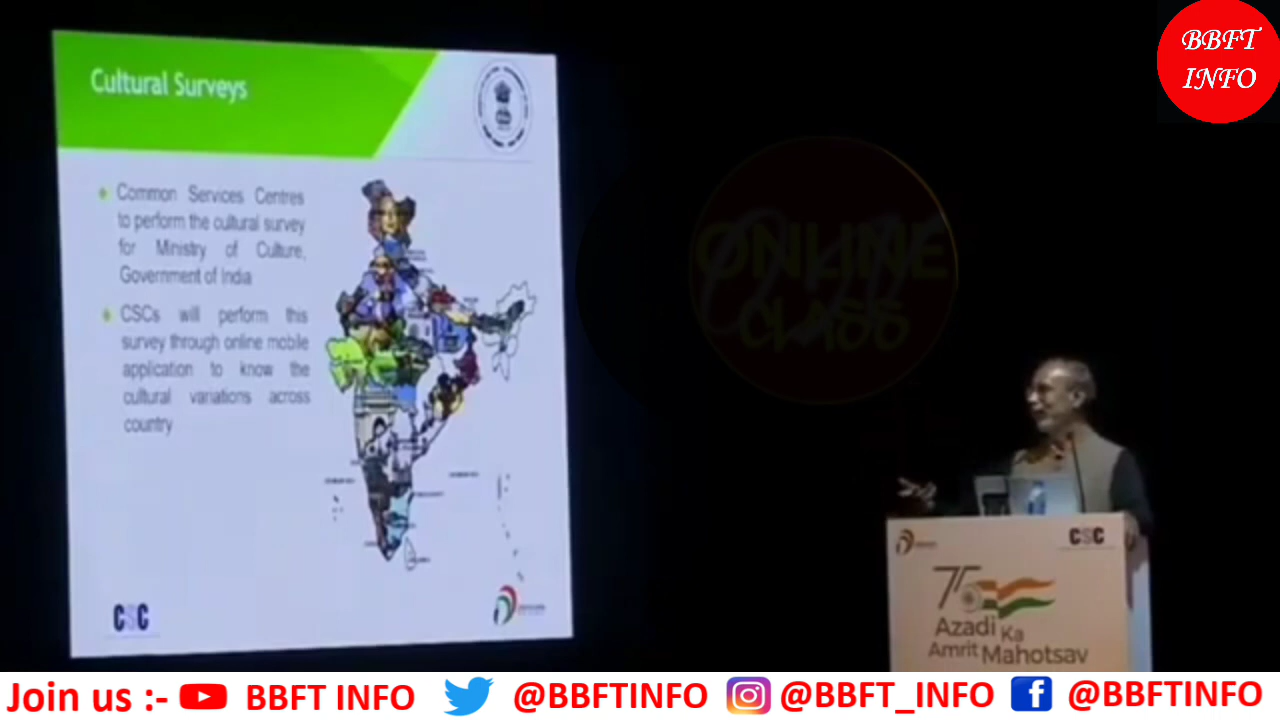 BBFT
INFO
Cultural Surveys
Common Services Centres
to perform the cultural survey
for Ministry of Culture,
Government of India
CSCs will perform this
survey through online mobile
application to know the
cultural variations across
country
CSC
ONLINE
CLASS
CSC
75
Azadi Ka
Amrit Mahotsav
Join us :- BBFT INFO @BBFTINFO @BBFT_INFO @BBFTINFO